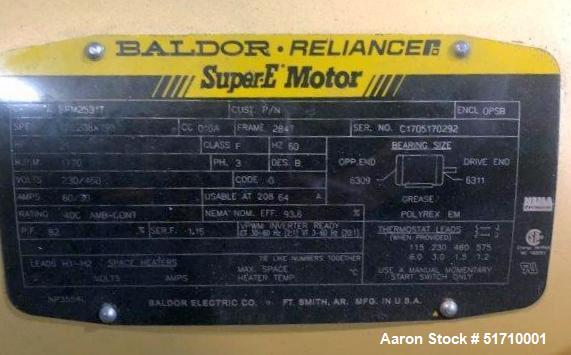 BALDOR · RELIANCE
Super-E Motor
CUST. P/N
ENCL OPSB
CC 010A FRAME 284T SER. NO. C1705170292
CLASS F HZ 60 BEARING SIZE
PH. 3 DES. B OPP.END DRIVE END
VOLTS 230/460 CODE 6309 6311
AMPS USABLE AT 208 64 A GREASE
RATING 40C AMB-CONT NEMA NOM. EFF. 93.6 % POLYREX EM
P.F. 82 % SER.F. 1.15 VPWM INVERTER READY THERMOSTAT LEADS
(WHEN PROVIDED)
115 230 460 575
TIE LIKE NUMBERS TOGETHER 6.0 3.0 1.5 1.2
LEADS H1-H2 SPACE HEATERS MAX. SPACE USE A MANUAL MOMENTARY
VOLTS AMPS HEATER TEMP. °C START SWITCH ONLY
BALDOR ELECTRIC CO. FT. SMITH, AR. MFG. IN U.S.A.
Aaron Stock # 51710001